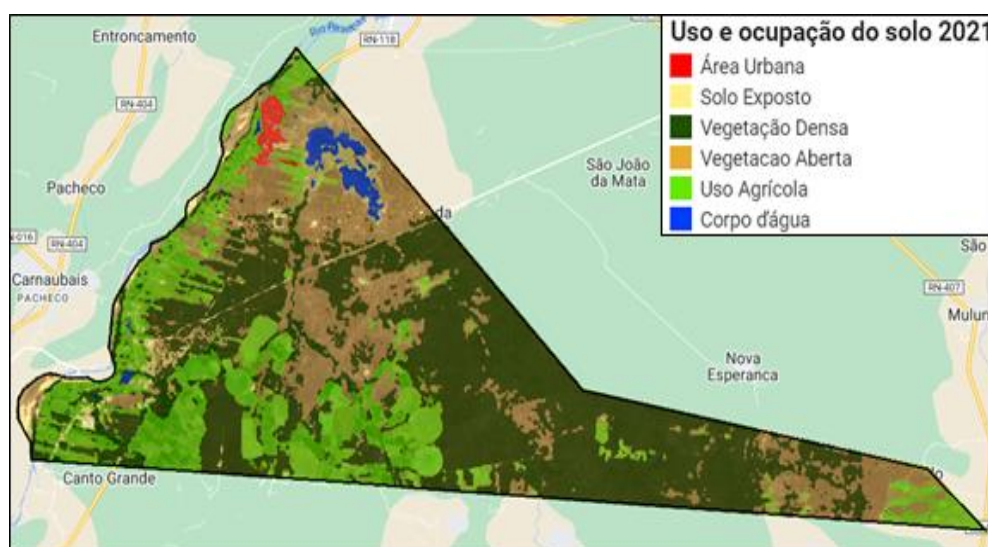 Entroncamento
RN-118
RN-404
Pacheco
RN-404
Carnaubais
PACHECO
Canto Grande
São João
da Mata
Nova
Esperanca
São
RN-407
Mulun
Uso e ocupação do solo 2021
Área Urbana
Solo Exposto
Vegetação Densa
Vegetacao Aberta
Uso Agrícola
Corpo d'água